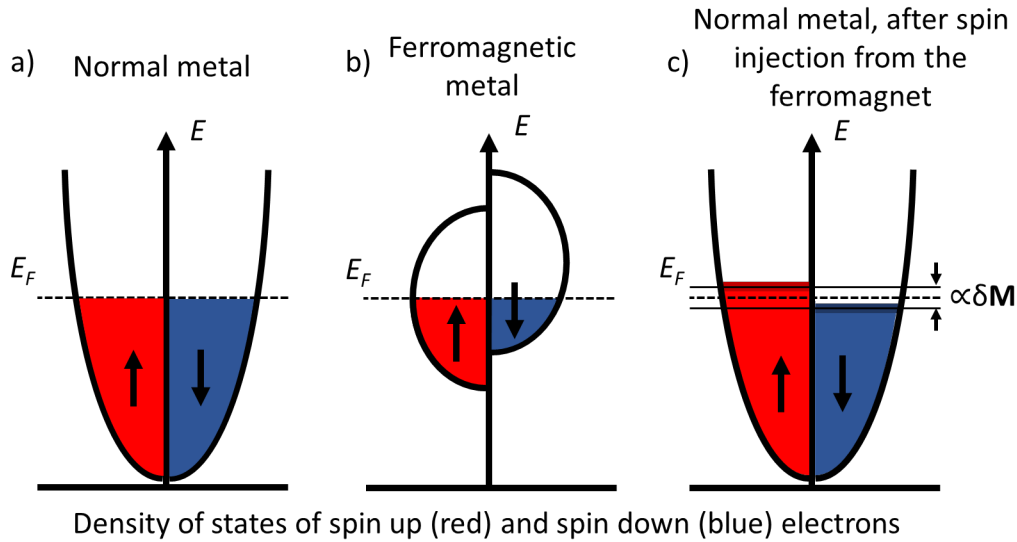 a)
Normal metal
b)
Ferromagnetic
metal
c)
Normal metal, after spin
injection from the
ferromagnet
E
E
E
E_F
E_F
E_F
∝δM
Density of states of spin up (red) and spin down (blue) electrons